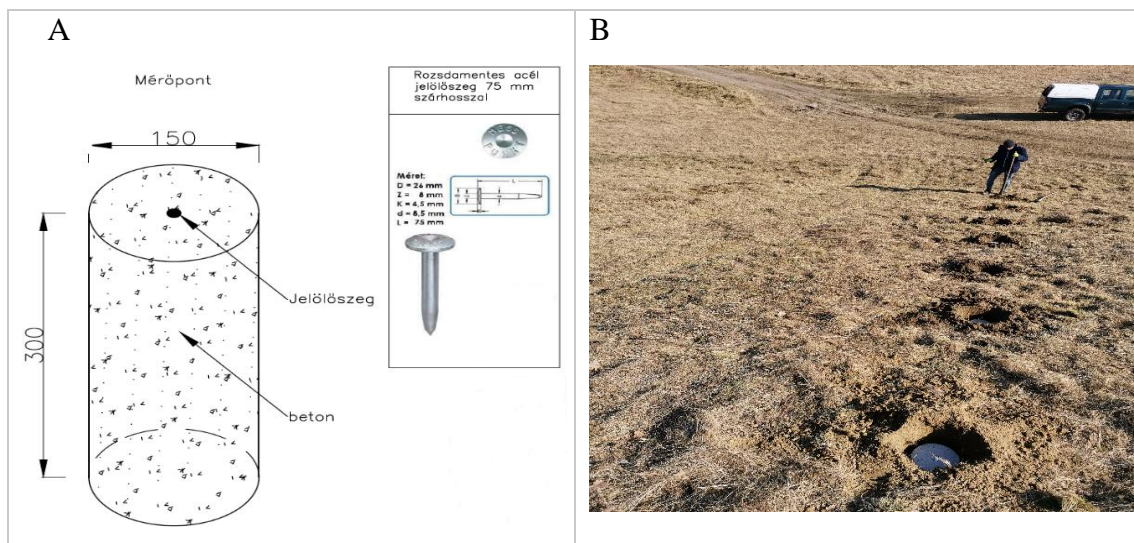 A
Mérőpont
150
300
Jelölőszeg
beton
Rozsdamentes acél
jelölőszeg 75 mm
szárhosszal
Méret:
D = 26 mm
Z = 8 mm
K = 4,5 mm
d = 8,5 mm
L = 75 mm
L
B